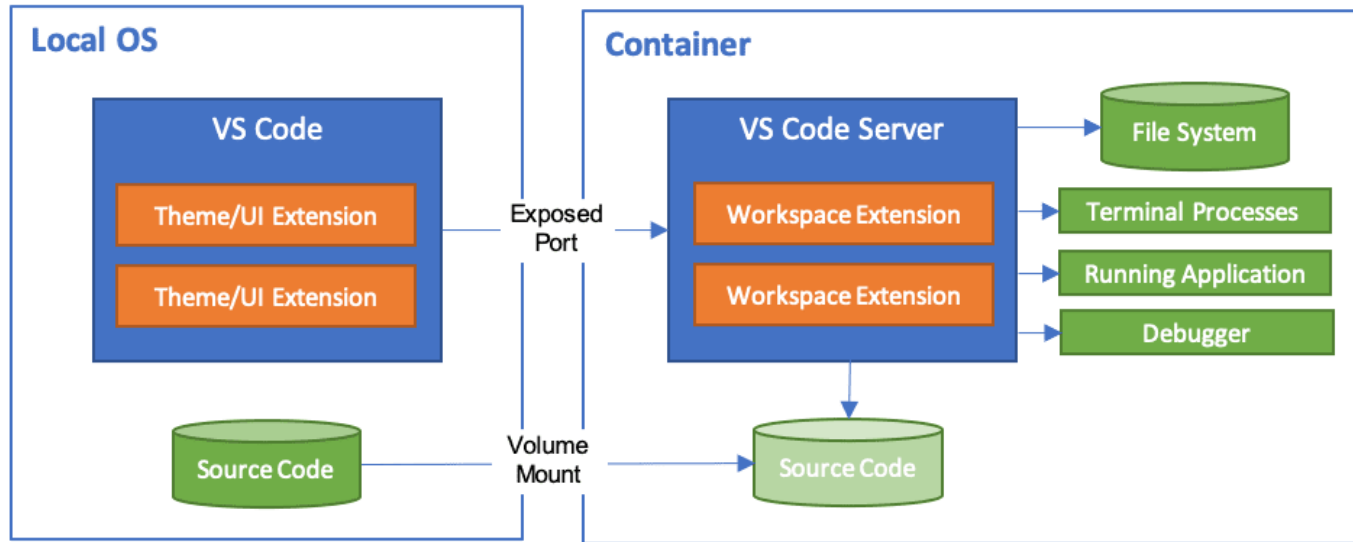 Local OS
VS Code
Theme/UI Extension
Theme/UI Extension
Source Code
Exposed
Port
Volume
Mount
Container
VS Code Server
Workspace Extension
Workspace Extension
File System
Terminal Processes
Running Application
Debugger
Source Code